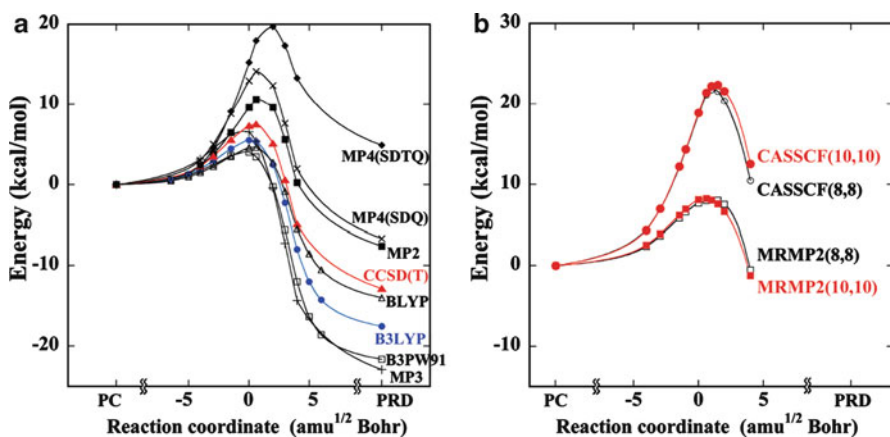 a
Energy (kcal/mol)
20
10
0
-10
-20
MP4(SDTQ)
MP4(SDQ)
MP2
CCSD(T)
BLYP
B3LYP
B3PW91
MP3
PC
-5
0
5
PRD
Reaction coordinate (amu1/2 Bohr)
b
Energy (kcal/mol)
30
20
10
0
-10
CASSCF(10,10)
CASSCF(8,8)
MRMP2(8,8)
MRMP2(10,10)
PC
-5
0
5
PRD
Reaction coordinate (amu1/2 Bohr)